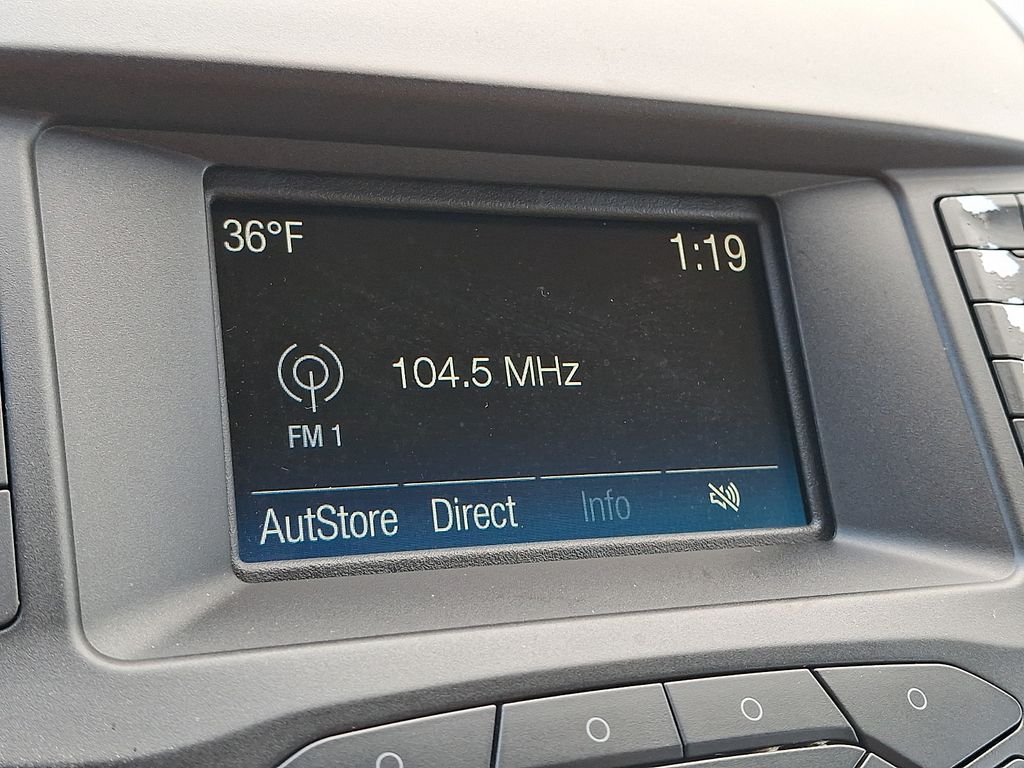 36°F 1:19
104.5 MHz
FM 1
AutStore Direct Info